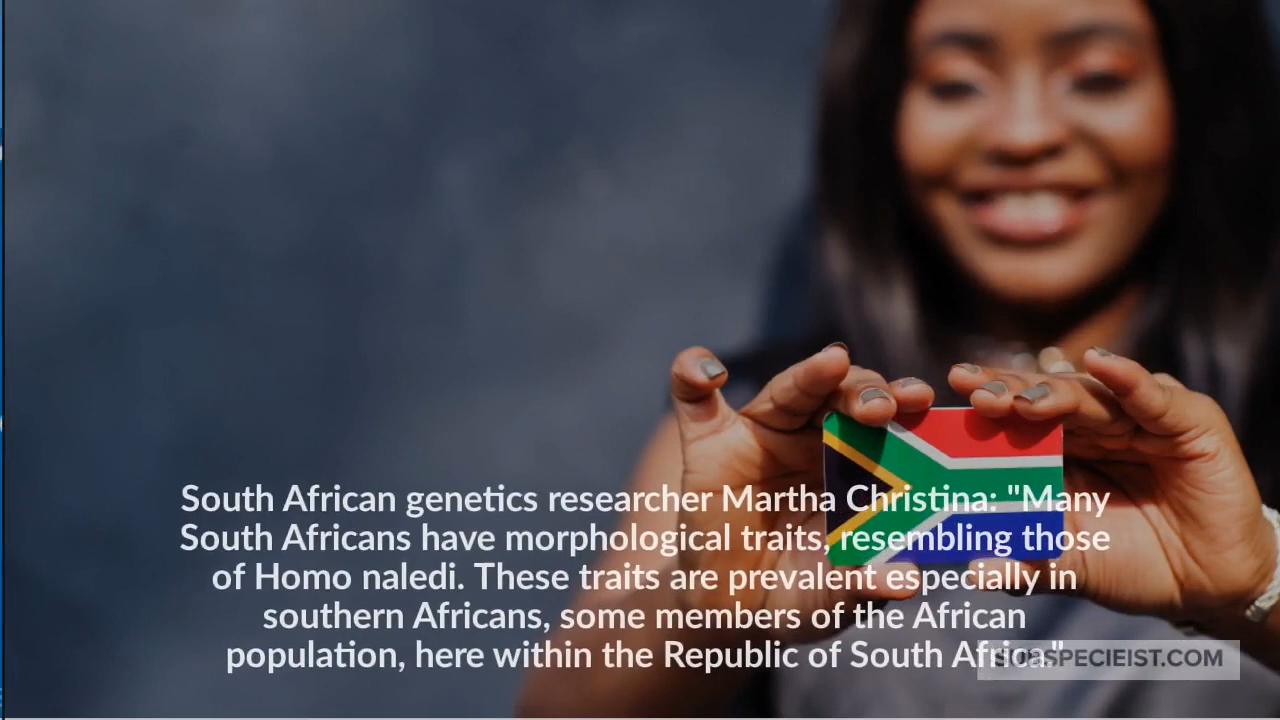 South African genetics researcher Martha Christina: "Many
South Africans have morphological traits, resembling those
of Homo naledi. These traits are prevalent especially in
southern Africans, some members of the African
population, here within the Republic of South Africa."
SUBSPECIEIST.COM